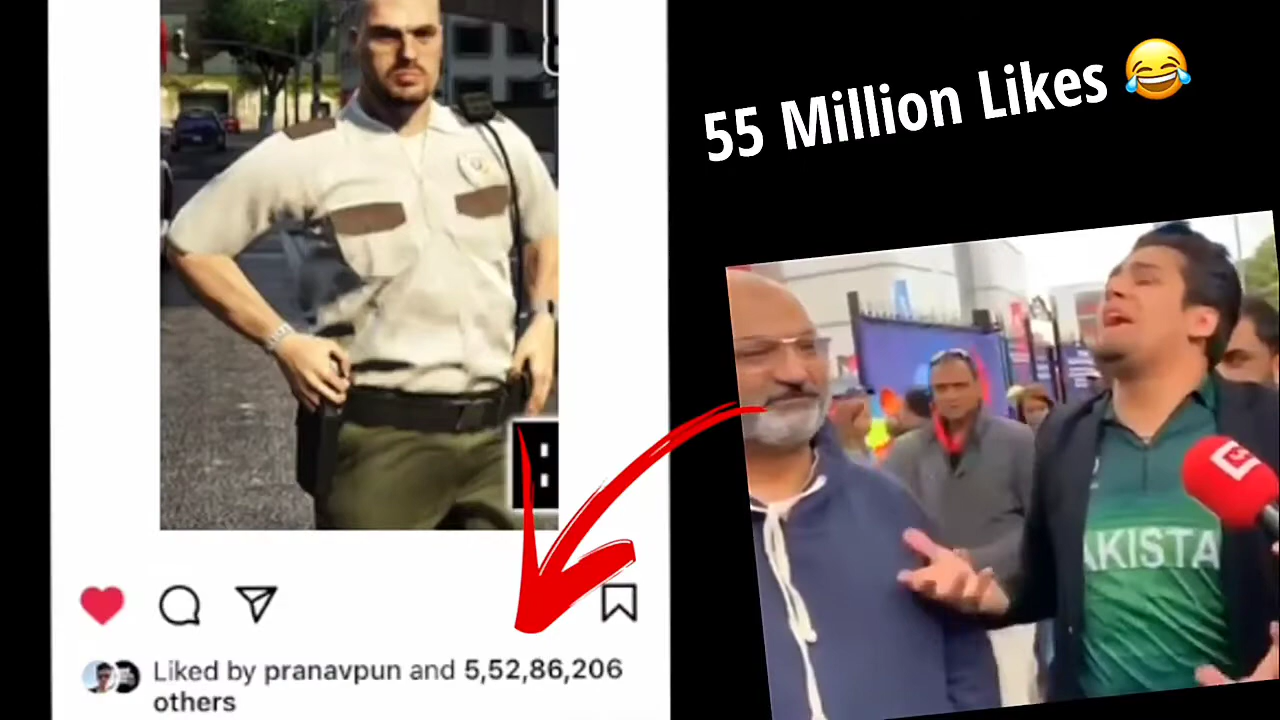 55 Million Likes 😂
AKISTA
Liked by pranavpun and 5,52,86,206
others